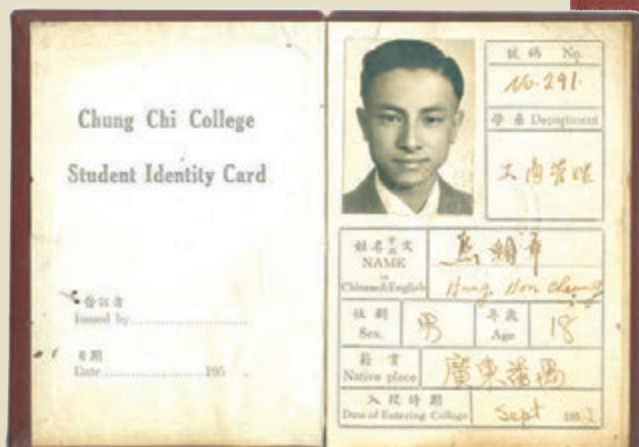 Chung Chi College
Student Identity Card
Issued by
日期
Date 195
號碼 No.
No. 291.
學系 Department
工商管理
姓名 中英文
NAME
in
Chinese&English
Hung Hon Cheung
性別
Sex.
男
年歲
Age
18
籍貫
Native place
廣東番禺
入校時期
Date of Entering College
Sept 195